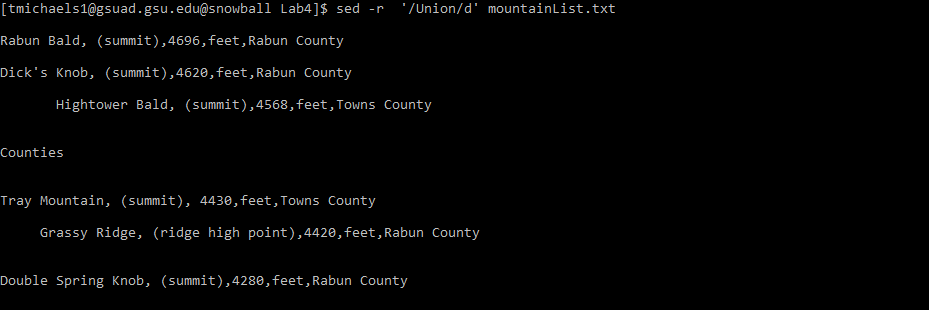 [tmichaels1@gsuad.gsu.edu@snowball Lab4]$ sed -r  '/Union/d' mountainList.txt
Rabun Bald, (summit),4696,feet,Rabun County
Dick's Knob, (summit),4620,feet,Rabun County
Hightower Bald, (summit),4568,feet,Towns County
Counties
Tray Mountain, (summit), 4430,feet,Towns County
Grassy Ridge, (ridge high point),4420,feet,Rabun County
Double Spring Knob, (summit),4280,feet,Rabun County